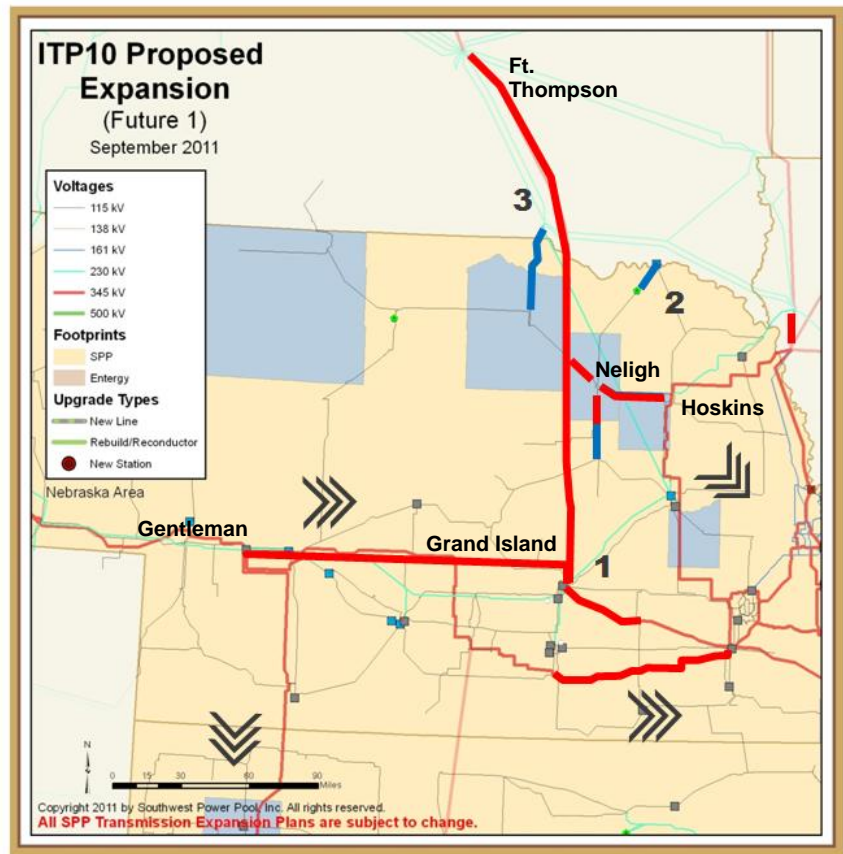 ITP10 Proposed
Expansion
(Future 1)
September 2011
Voltages
115 kV
138 kV
161 kV
230 kV
345 kV
500 kV
Footprints
SPP
Entergy
Upgrade Types
New Line
Rebuild/Reconductor
New Station
Nebraska Area
Ft.
Thompson
3
2
Neligh
Hoskins
Gentleman
Grand Island
1
N
0 15 30 60 90
Miles
Copyright 2011 by Southwest Power Pool, Inc. All rights reserved.
All SPP Transmission Expansion Plans are subject to change.